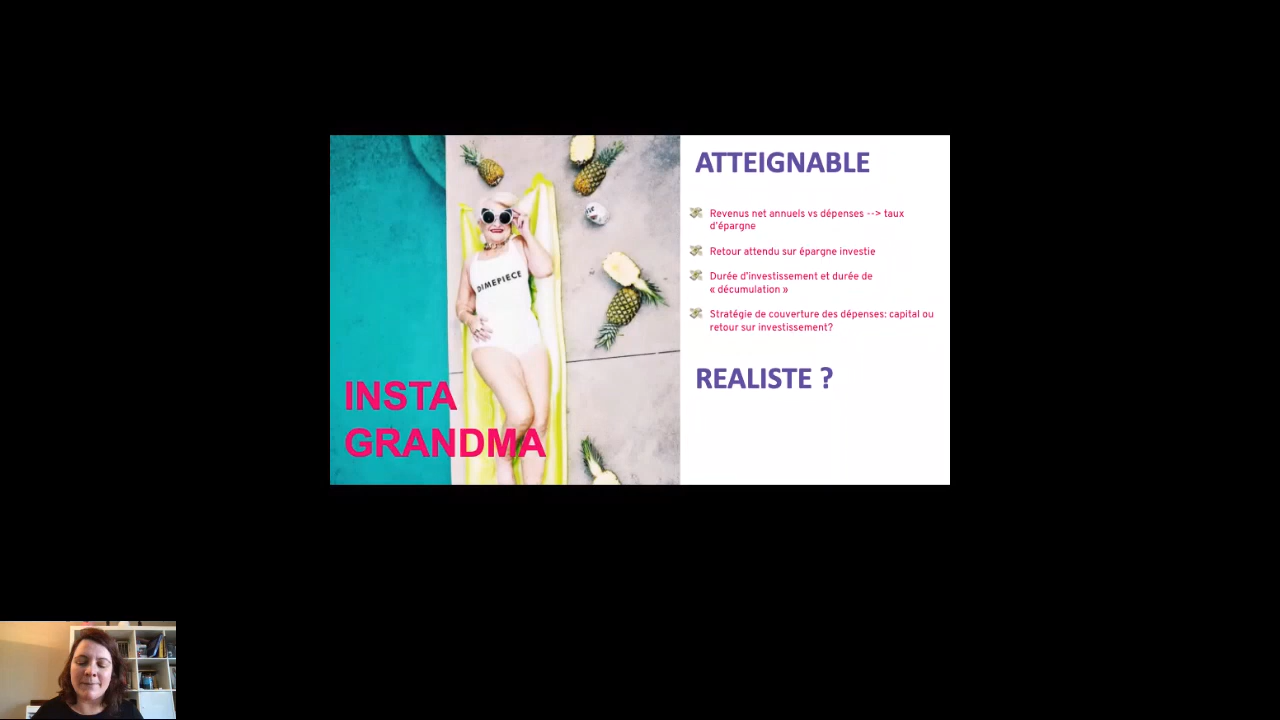 DIMEPIECE
INSTA
GRANDMA
ATTEIGNABLE
Revenus net annuels vs dépenses --> taux
d'épargne
Retour attendu sur épargne investie
Durée d'investissement et durée de
« décumulation »
Stratégie de couverture des dépenses: capital ou
retour sur investissement?
REALISTE ?